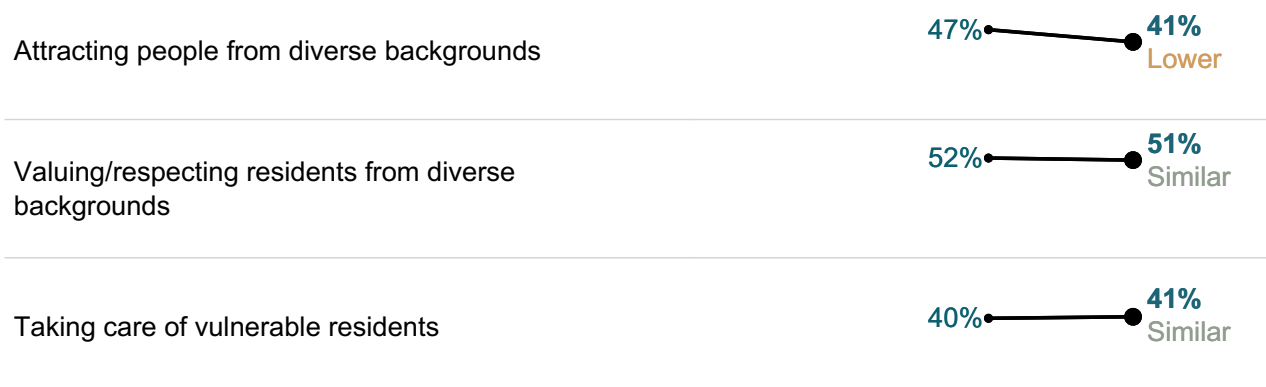 Attracting people from diverse backgrounds
47%
41%
Lower
Valuing/respecting residents from diverse
backgrounds
52%
51%
Similar
Taking care of vulnerable residents
40%
41%
Similar